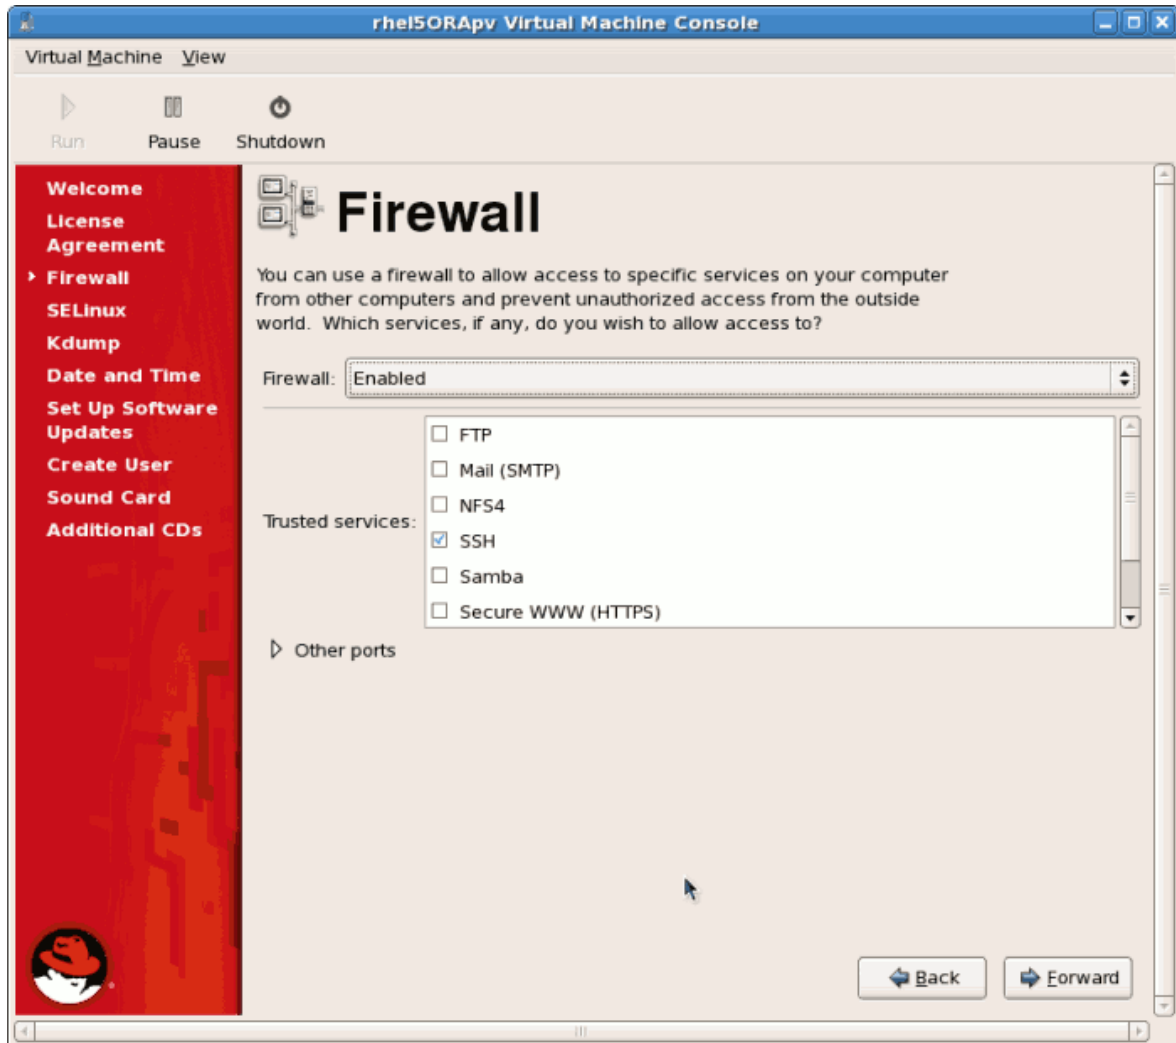 rhel5ORApv Virtual Machine Console
Virtual Machine View
Run Pause Shutdown
Welcome
License
Agreement
Firewall
SELinux
Kdump
Date and Time
Set Up Software
Updates
Create User
Sound Card
Additional CDs
Firewall
You can use a firewall to allow access to specific services on your computer
from other computers and prevent unauthorized access from the outside
world. Which services, if any, do you wish to allow access to?
Firewall: Enabled
Trusted services:
FTP
Mail (SMTP)
NFS4
SSH
Samba
Secure WWW (HTTPS)
Other ports
Back Forward